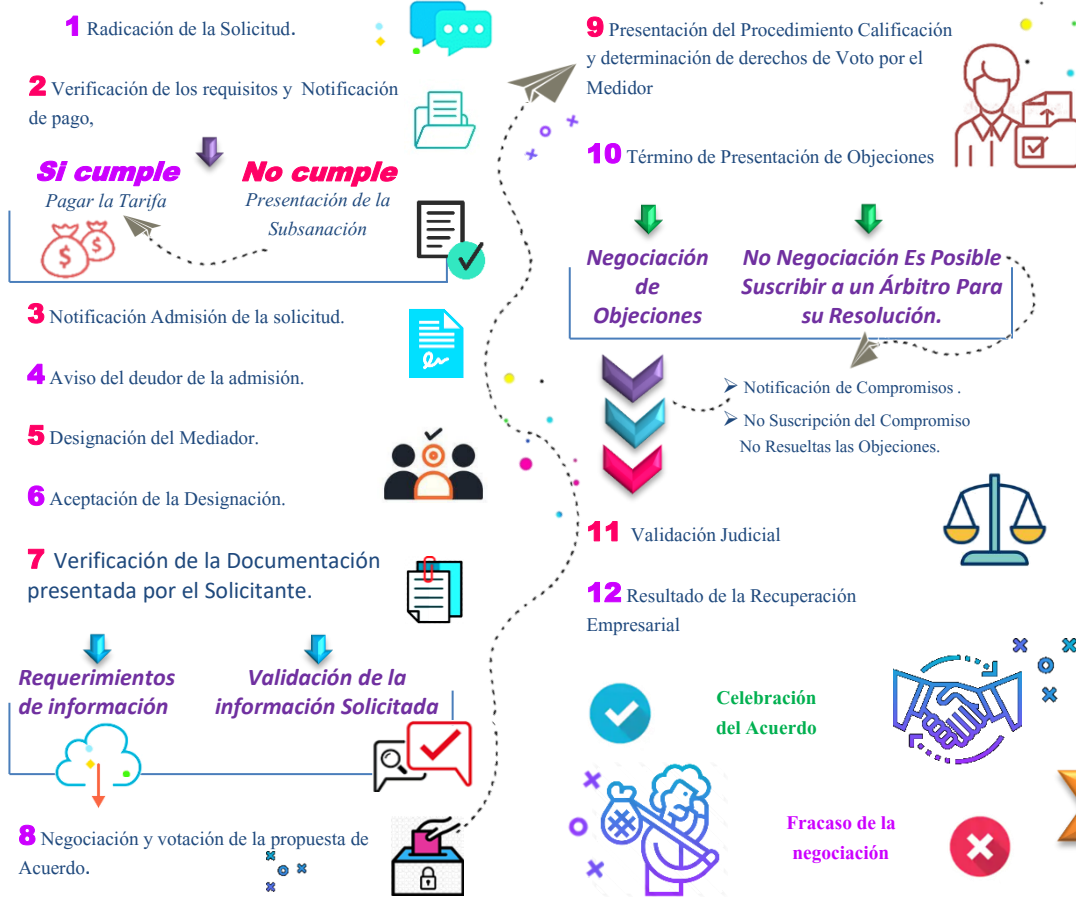 1 Radicación de la Solicitud.
2 Verificación de los requisitos y Notificación
de pago,
Si cumple
Pagar la Tarifa
No cumple
Presentación de la
Subsanación
3 Notificación Admisión de la solicitud.
4 Aviso del deudor de la admisión.
5 Designación del Mediador.
6 Aceptación de la Designación.
7 Verificación de la Documentación
presentada por el Solicitante.
Requerimientos
de información
Validación de la
información Solicitada
8 Negociación y votación de la propuesta de
Acuerdo.
9 Presentación del Procedimiento Calificación
y determinación de derechos de Voto por el
Medidor
10 Término de Presentación de Objeciones
Negociación
de
Objeciones
No Negociación Es Posible
Suscribir a un Árbitro Para
su Resolución.
➢ Notificación de Compromisos .
➢ No Suscripción del Compromiso
No Resueltas las Objeciones.
11 Validación Judicial
12 Resultado de la Recuperación
Empresarial
Celebración
del Acuerdo
Fracaso de la
negociación